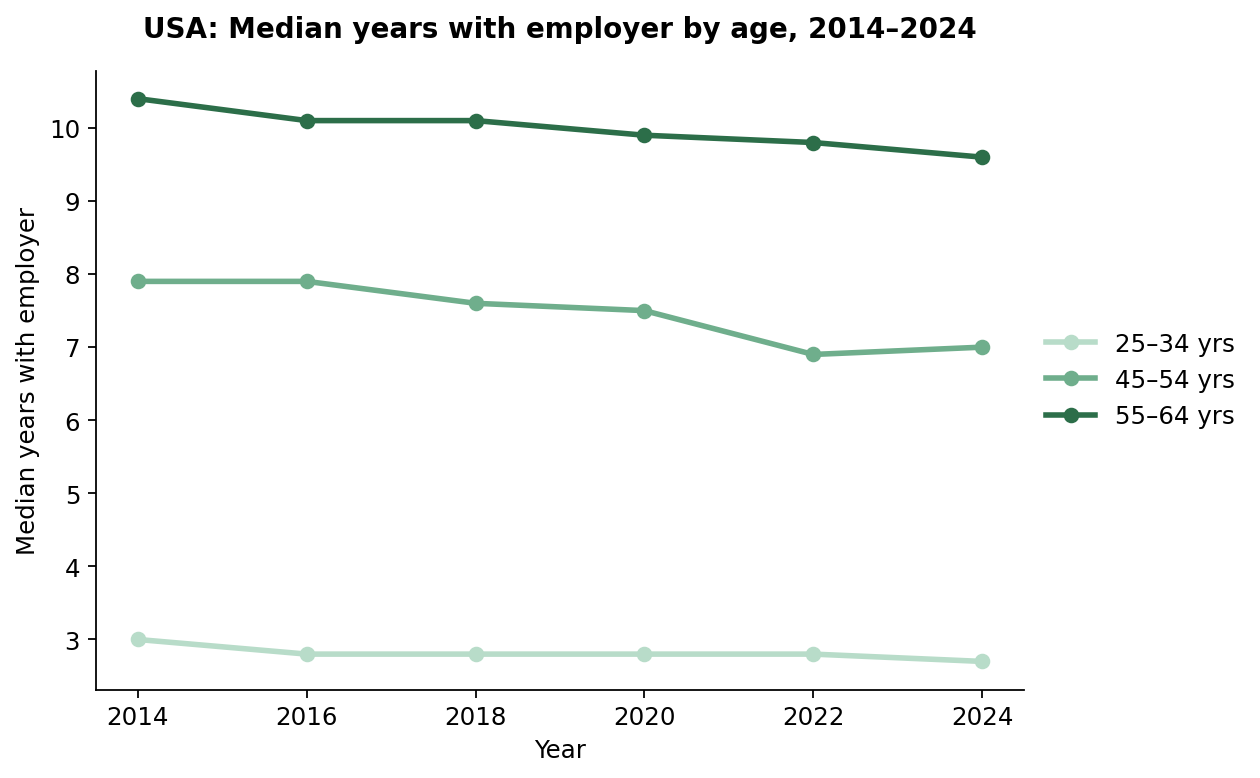 USA: Median years with employer by age, 2014–2024
Median years with employer
10
9
8
7
6
5
4
3
2014 2016 2018 2020 2022 2024
Year
25–34 yrs
45–54 yrs
55–64 yrs